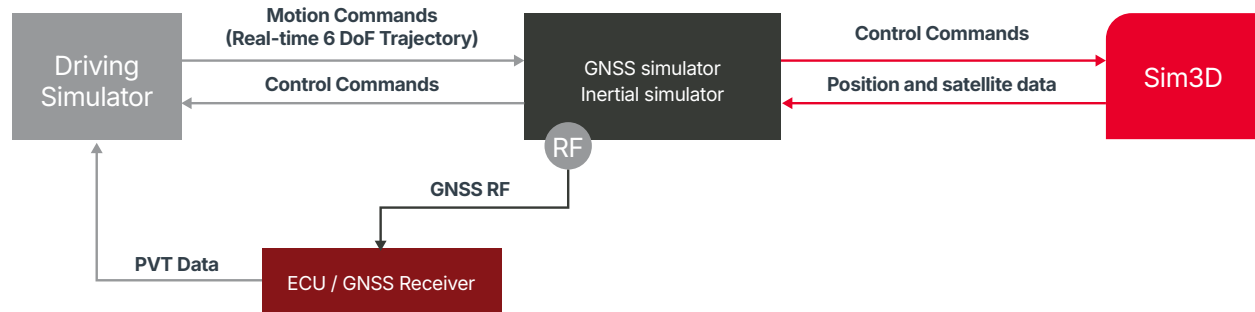 Motion Commands
(Real-time 6 DoF Trajectory)
Control Commands
Driving
Simulator
Control Commands
GNSS simulator
Inertial simulator
Position and satellite data
Sim3D
RF
GNSS RF
PVT Data
ECU / GNSS Receiver